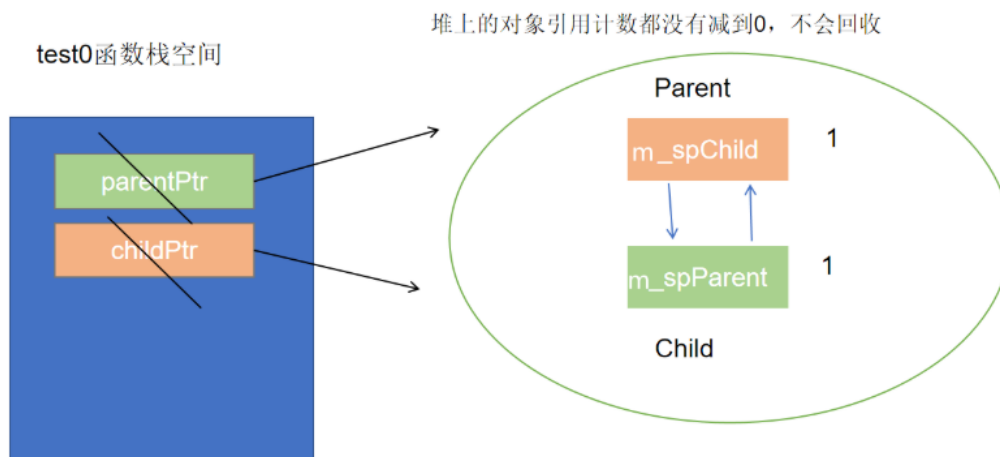 堆上的对象引用计数都没有减到0，不会回收
test0函数栈空间
parentPtr
childPtr
Parent
m_spChild
1
m_spParent
1
Child